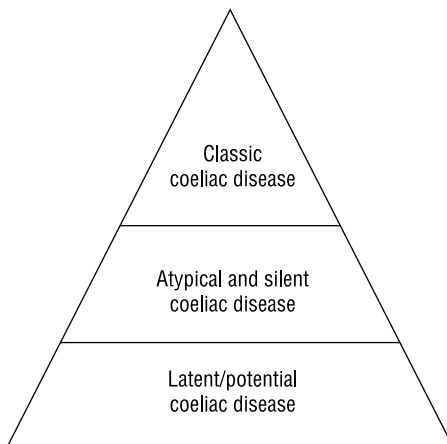 Classic
coeliac disease
Atypical and silent
coeliac disease
Latent/potential
coeliac disease